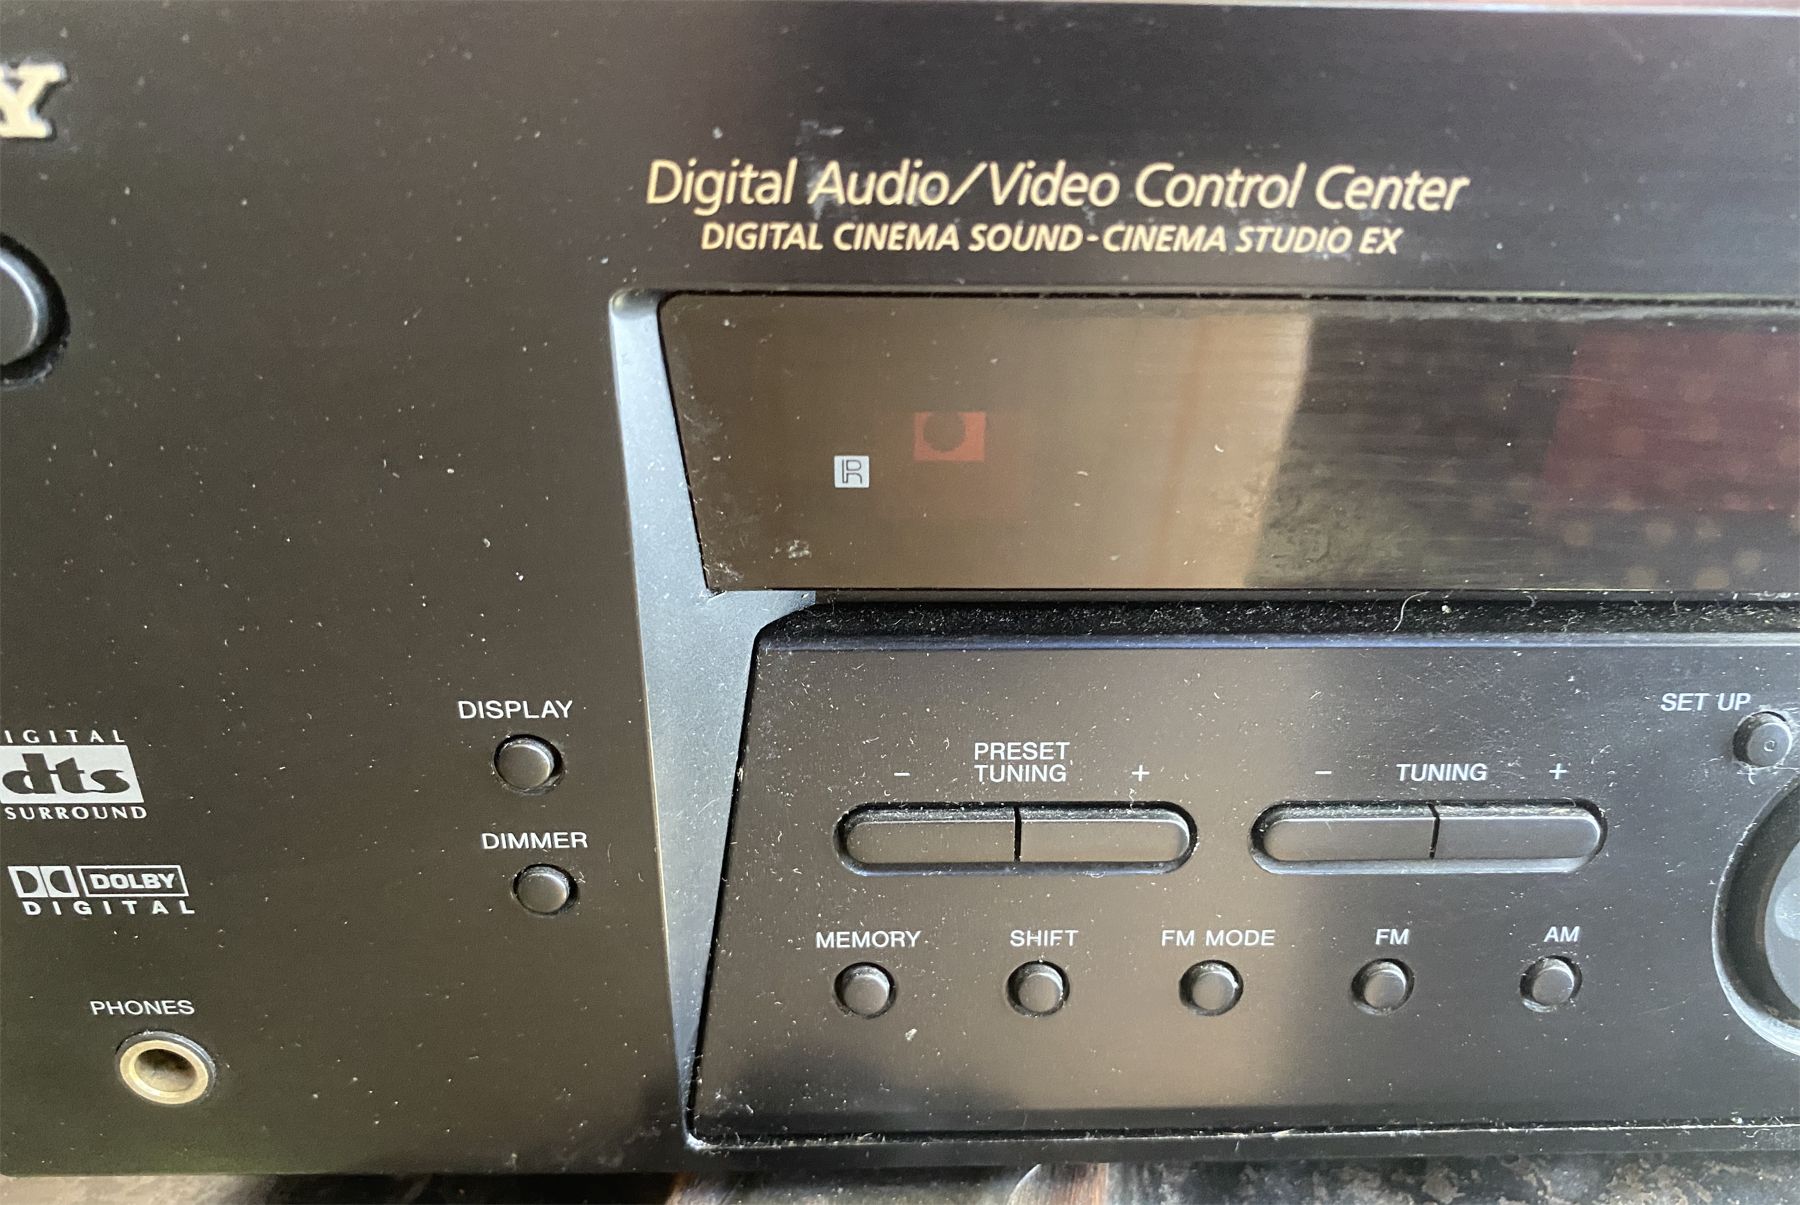 Y
Digital Audio/Video Control Center
DIGITAL CINEMA SOUND-CINEMA STUDIO EX
R
DISPLAY
DIMMER
IGITAL
dts
SURROUND
DOLBY
DIGITAL
PHONES
PRESET
- TUNING +
- TUNING +
SET UP
MEMORY SHIFT FM MODE FM AM